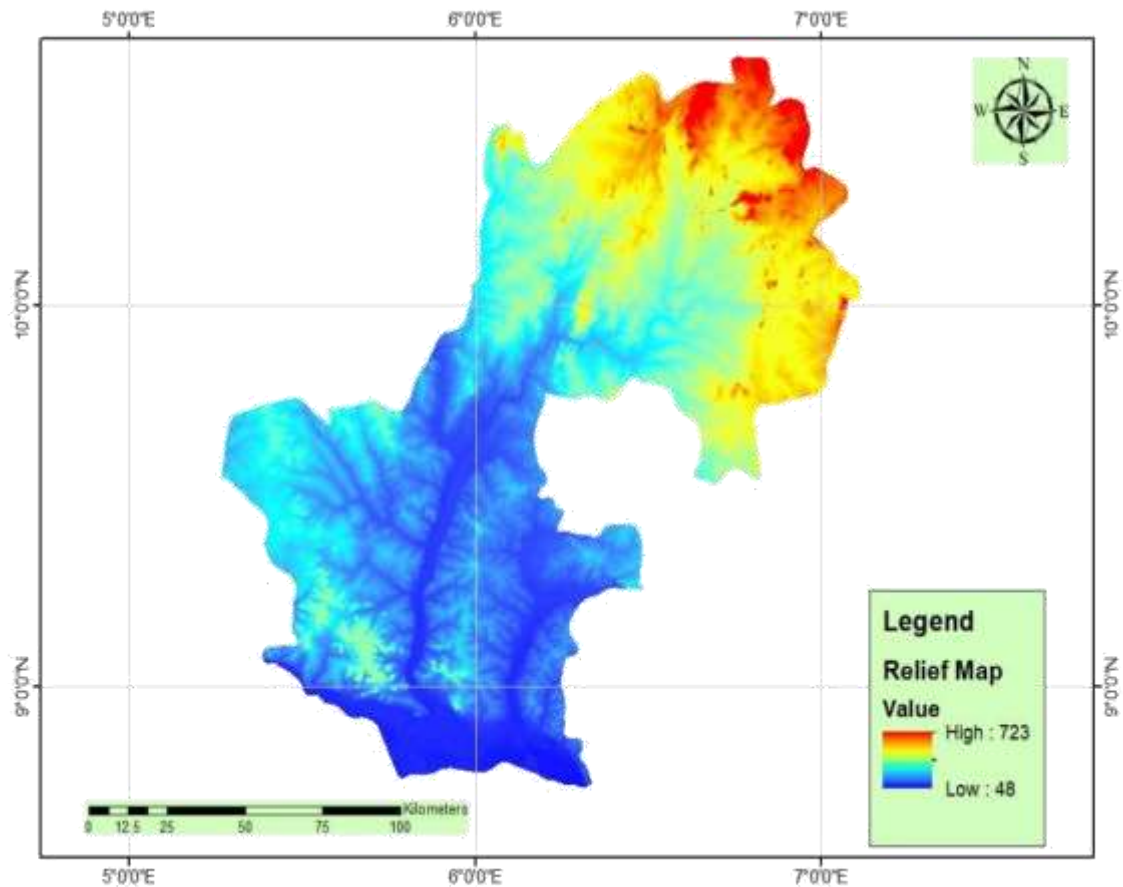 5°0'0"E 6°0'0"E 7°0'0"E
N
W E
S
10°0'0"N 10°0'0"N
9°0'0"N 9°0'0"N
Legend
Relief Map
Value
High : 723
Low : 48
Kilometers
0 12.5 25 50 75 100
5°0'0"E 6°0'0"E 7°0'0"E